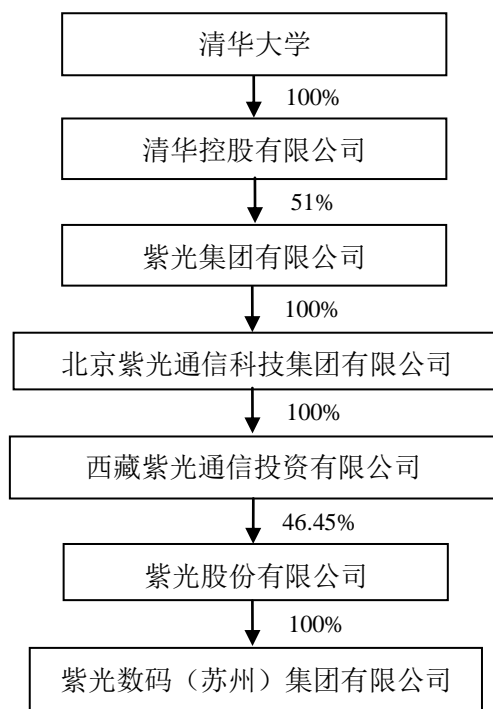 清华大学
100%
清华控股有限公司
51%
紫光集团有限公司
100%
北京紫光通信科技集团有限公司
100%
西藏紫光通信投资有限公司
46.45%
紫光股份有限公司
100%
紫光数码（苏州）集团有限公司